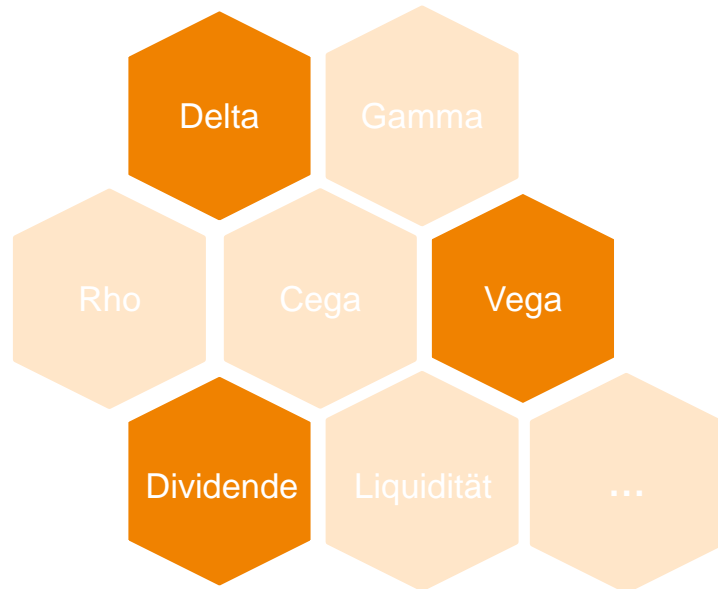 Delta
Gamma
Rho
Cega
Vega
Dividende
Liquidität
...